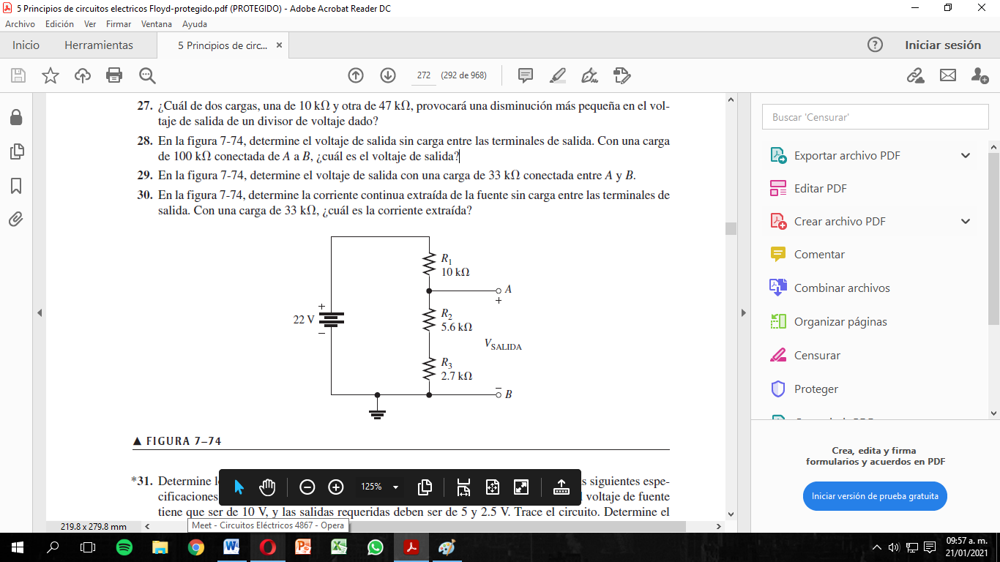 5 Principios de circuitos electricos Floyd-protegido.pdf (PROTEGIDO) - Adobe Acrobat Reader DC
Archivo Edición Ver Firmar Ventana Ayuda
Inicio Herramientas 5 Principios de circ... × Iniciar sesión
272 (292 de 968)
27. ¿Cuál de dos cargas, una de 10 kΩ y otra de 47 kΩ, provocará una disminución más pequeña en el vol-
taje de salida de un divisor de voltaje dado?
28. En la figura 7-74, determine el voltaje de salida sin carga entre las terminales de salida. Con una carga
de 100 kΩ conectada de A a B, ¿cuál es el voltaje de salida?
29. En la figura 7-74, determine el voltaje de salida con una carga de 33 kΩ conectada entre A y B.
30. En la figura 7-74, determine la corriente continua extraída de la fuente sin carga entre las terminales de
salida. Con una carga de 33 kΩ, ¿cuál es la corriente extraída?
R1
10 kΩ
A
+
+
22 V
−
R2
5.6 kΩ
VSALIDA
R3
2.7 kΩ
−
B
▲ FIGURA 7–74
*31. Determine l
s siguientes espe-
cificaciones
voltaje de fuente
tiene que ser de 10 V, y las salidas requeridas deben ser de 5 y 2.5 V. Trace el circuito. Determine el
125%
219.8 x 279.8 mm
Meet - Circuitos Eléctricos 4867 - Opera
Buscar 'Censurar'
Exportar archivo PDF
Editar PDF
Crear archivo PDF
Comentar
Combinar archivos
Organizar páginas
Censurar
Proteger
Crea, edita y firma
formularios y acuerdos en PDF
Iniciar versión de prueba gratuita
09:57 a. m.
21/01/2021